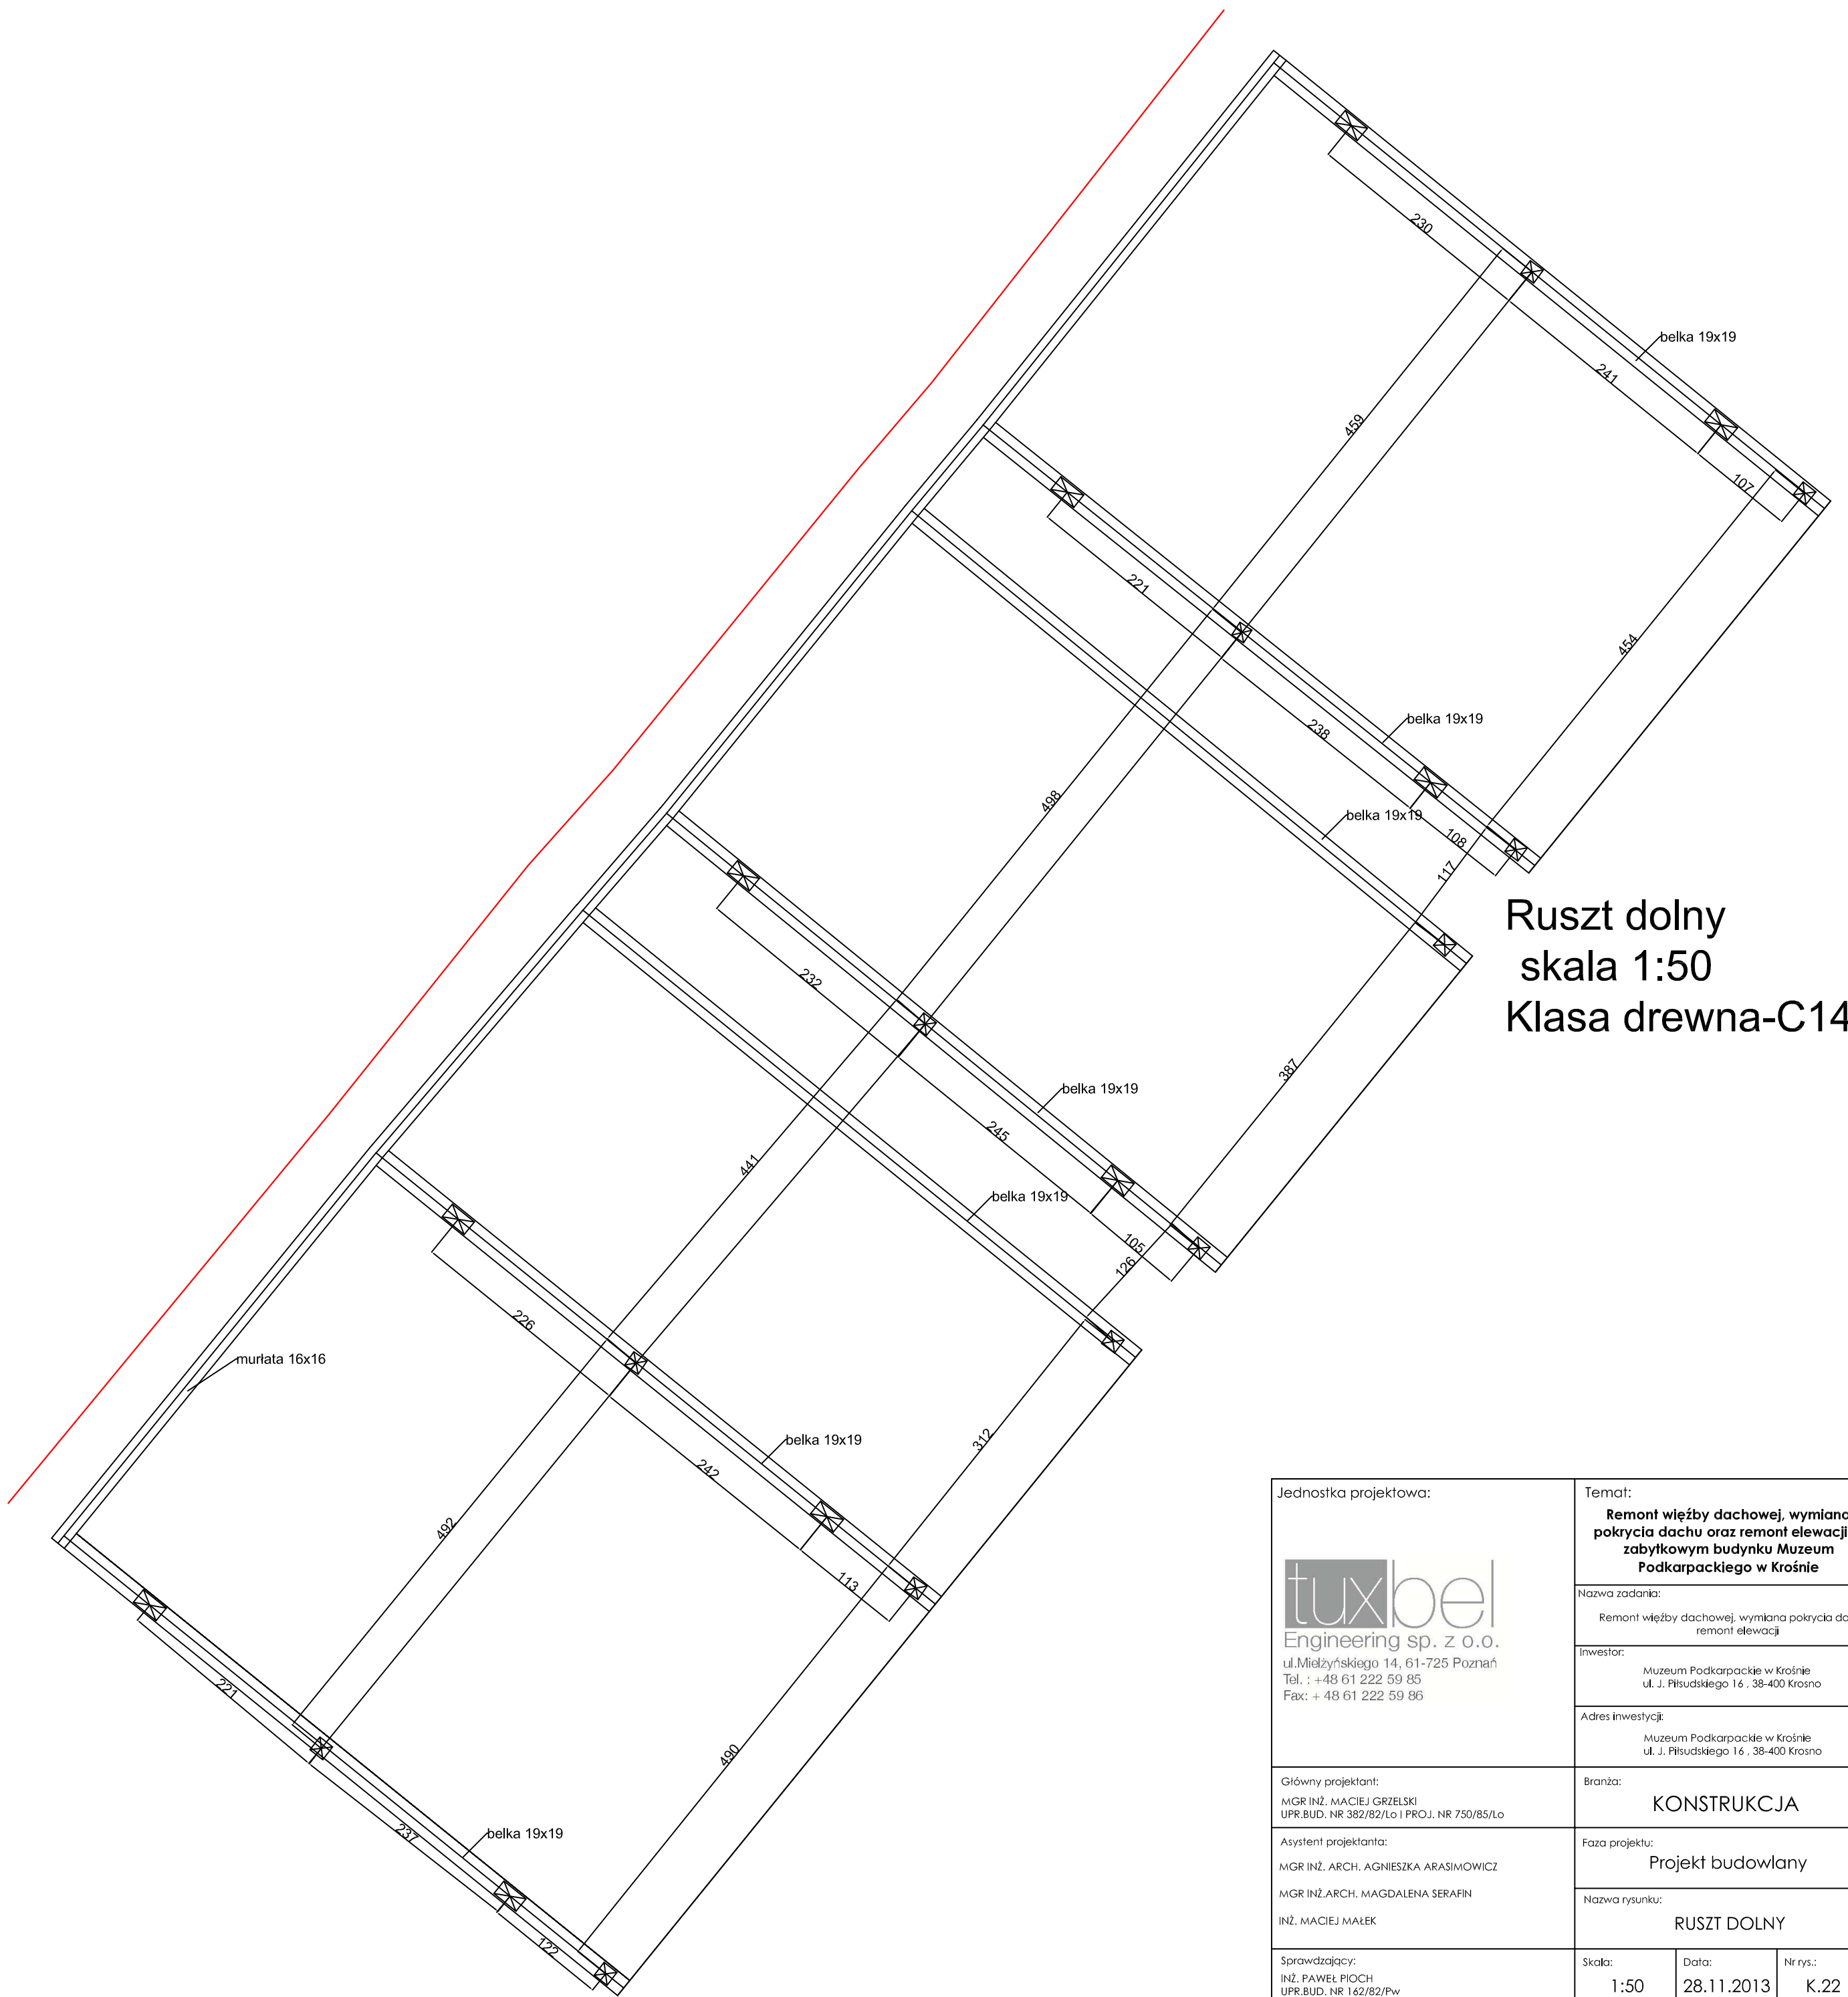 230
belka 19x19
241
459
107
221
454
belka 19x19
238
498
belka 19x19
108
117
Ruszt dolny
skala 1:50
Klasa drewna-C14
232
387
belka 19x19
245
441
belka 19x19
105
126
226
murłata 16x16
312
belka 19x19
242
492
113
221
490
237
belka 19x19
122
Jednostka projektowa:
tuxbel
Engineering sp. z o.o.
ul.Mielżyńskiego 14, 61-725 Poznań
Tel. : +48 61 222 59 85
Fax: + 48 61 222 59 86
Temat:
Remont więźby dachowej, wymiana
pokrycia dachu oraz remont elewacji
zabytkowym budynku Muzeum
Podkarpackiego w Krośnie
Nazwa zadania:
Remont więźby dachowej, wymiana pokrycia da
remont elewacji
Inwestor:
Muzeum Podkarpackie w Krośnie
ul. J. Piłsudskiego 16 , 38-400 Krosno
Adres inwestycji:
Muzeum Podkarpackie w Krośnie
ul. J. Piłsudskiego 16 , 38-400 Krosno
Główny projektant:
MGR INŻ. MACIEJ GRZELSKI
UPR.BUD. NR 382/82/Lo I PROJ. NR 750/85/Lo
Branża:
KONSTRUKCJA
Asystent projektanta:
MGR INŻ. ARCH. AGNIESZKA ARASIMOWICZ
MGR INŻ.ARCH. MAGDALENA SERAFIN
INŻ. MACIEJ MAŁEK
Faza projektu:
Projekt budowlany
Nazwa rysunku:
RUSZT DOLNY
Sprawdzający:
INŻ. PAWEŁ PIOCH
UPR.BUD. NR 162/82/Pw
Skala:
1:50
Data:
28.11.2013
Nr rys.:
K.22